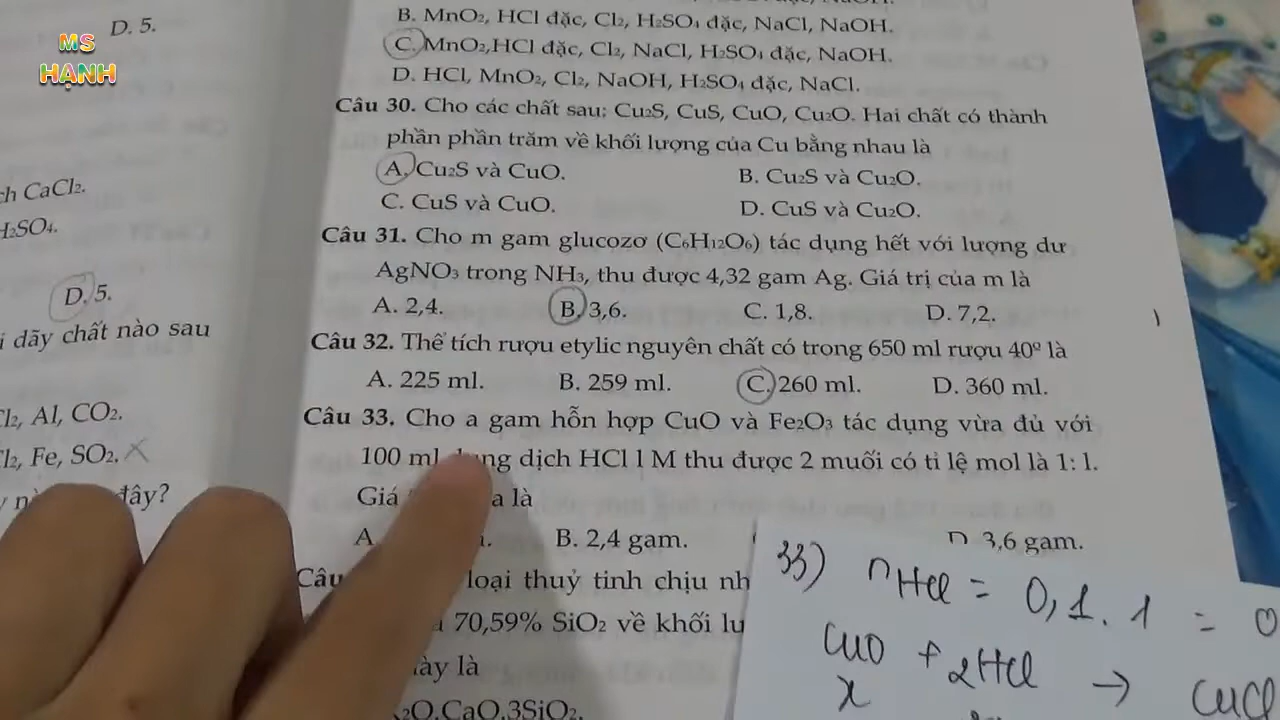 MS
HẠNH
D. 5.
ch CaCl₂.
H₂SO₄.
D. 5.
dãy chất nào sau
Cl₂, Al, CO₂.
Cl₂, Fe, SO₂.
đây?
B. MnO₂, HCl đặc, Cl₂, H₂SO₄ đặc, NaCl, NaOH.
C. MnO₂,HCl đặc, Cl₂, NaCl, H₂SO₄ đặc, NaOH.
D. HCl, MnO₂, Cl₂, NaOH, H₂SO₄ đặc, NaCl.
Câu 30. Cho các chất sau; Cu₂S, CuS, CuO, Cu₂O. Hai chất có thành
phần phần trăm về khối lượng của Cu bằng nhau là
A. Cu₂S và CuO. B. Cu₂S và Cu₂O.
C. CuS và CuO. D. CuS và Cu₂O.
Câu 31. Cho m gam glucozơ (C₆H₁₂O₆) tác dụng hết với lượng dư
AgNO₃ trong NH₃, thu được 4,32 gam Ag. Giá trị của m là
A. 2,4. B. 3,6. C. 1,8. D. 7,2.
Câu 32. Thể tích rượu etylic nguyên chất có trong 650 ml rượu 40º là
A. 225 ml. B. 259 ml. C. 260 ml. D. 360 ml.
Câu 33. Cho a gam hỗn hợp CuO và Fe₂O₃ tác dụng vừa đủ với
100 ml dịch HCl 1 M thu được 2 muối có tỉ lệ mol là 1: 1.
Giá a là
A B. 2,4 gam. D. 3,6 gam.
Câu loại thuỷ tinh chịu nh
70,59% SiO₂ về khối lư
này là
₂O.CaO.3SiO₂.
33) nHCl = 0,1. 1 = 0
CuO + 2HCl → CuCl
x